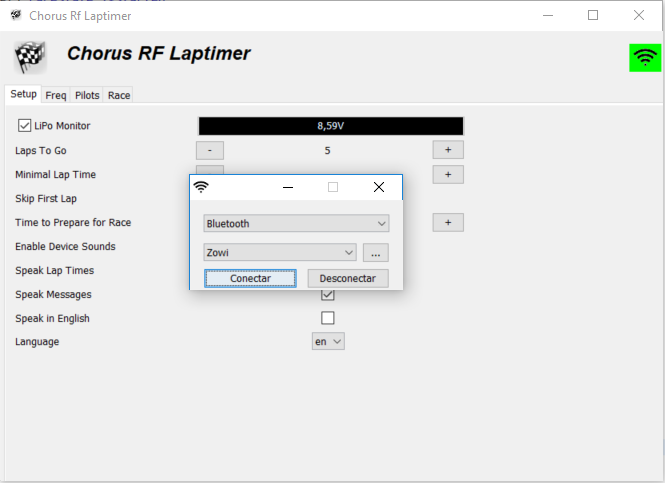 Chorus Rf Laptimer
Chorus RF Laptimer
Setup Freq Pilots Race
LiPo Monitor 8,59V
Laps To Go - 5 +
Minimal Lap Time +
Skip First Lap
Time to Prepare for Race +
Enable Device Sounds
Speak Lap Times
Speak Messages
Speak in English
Language en
Bluetooth
Zowi ...
Conectar Desconectar